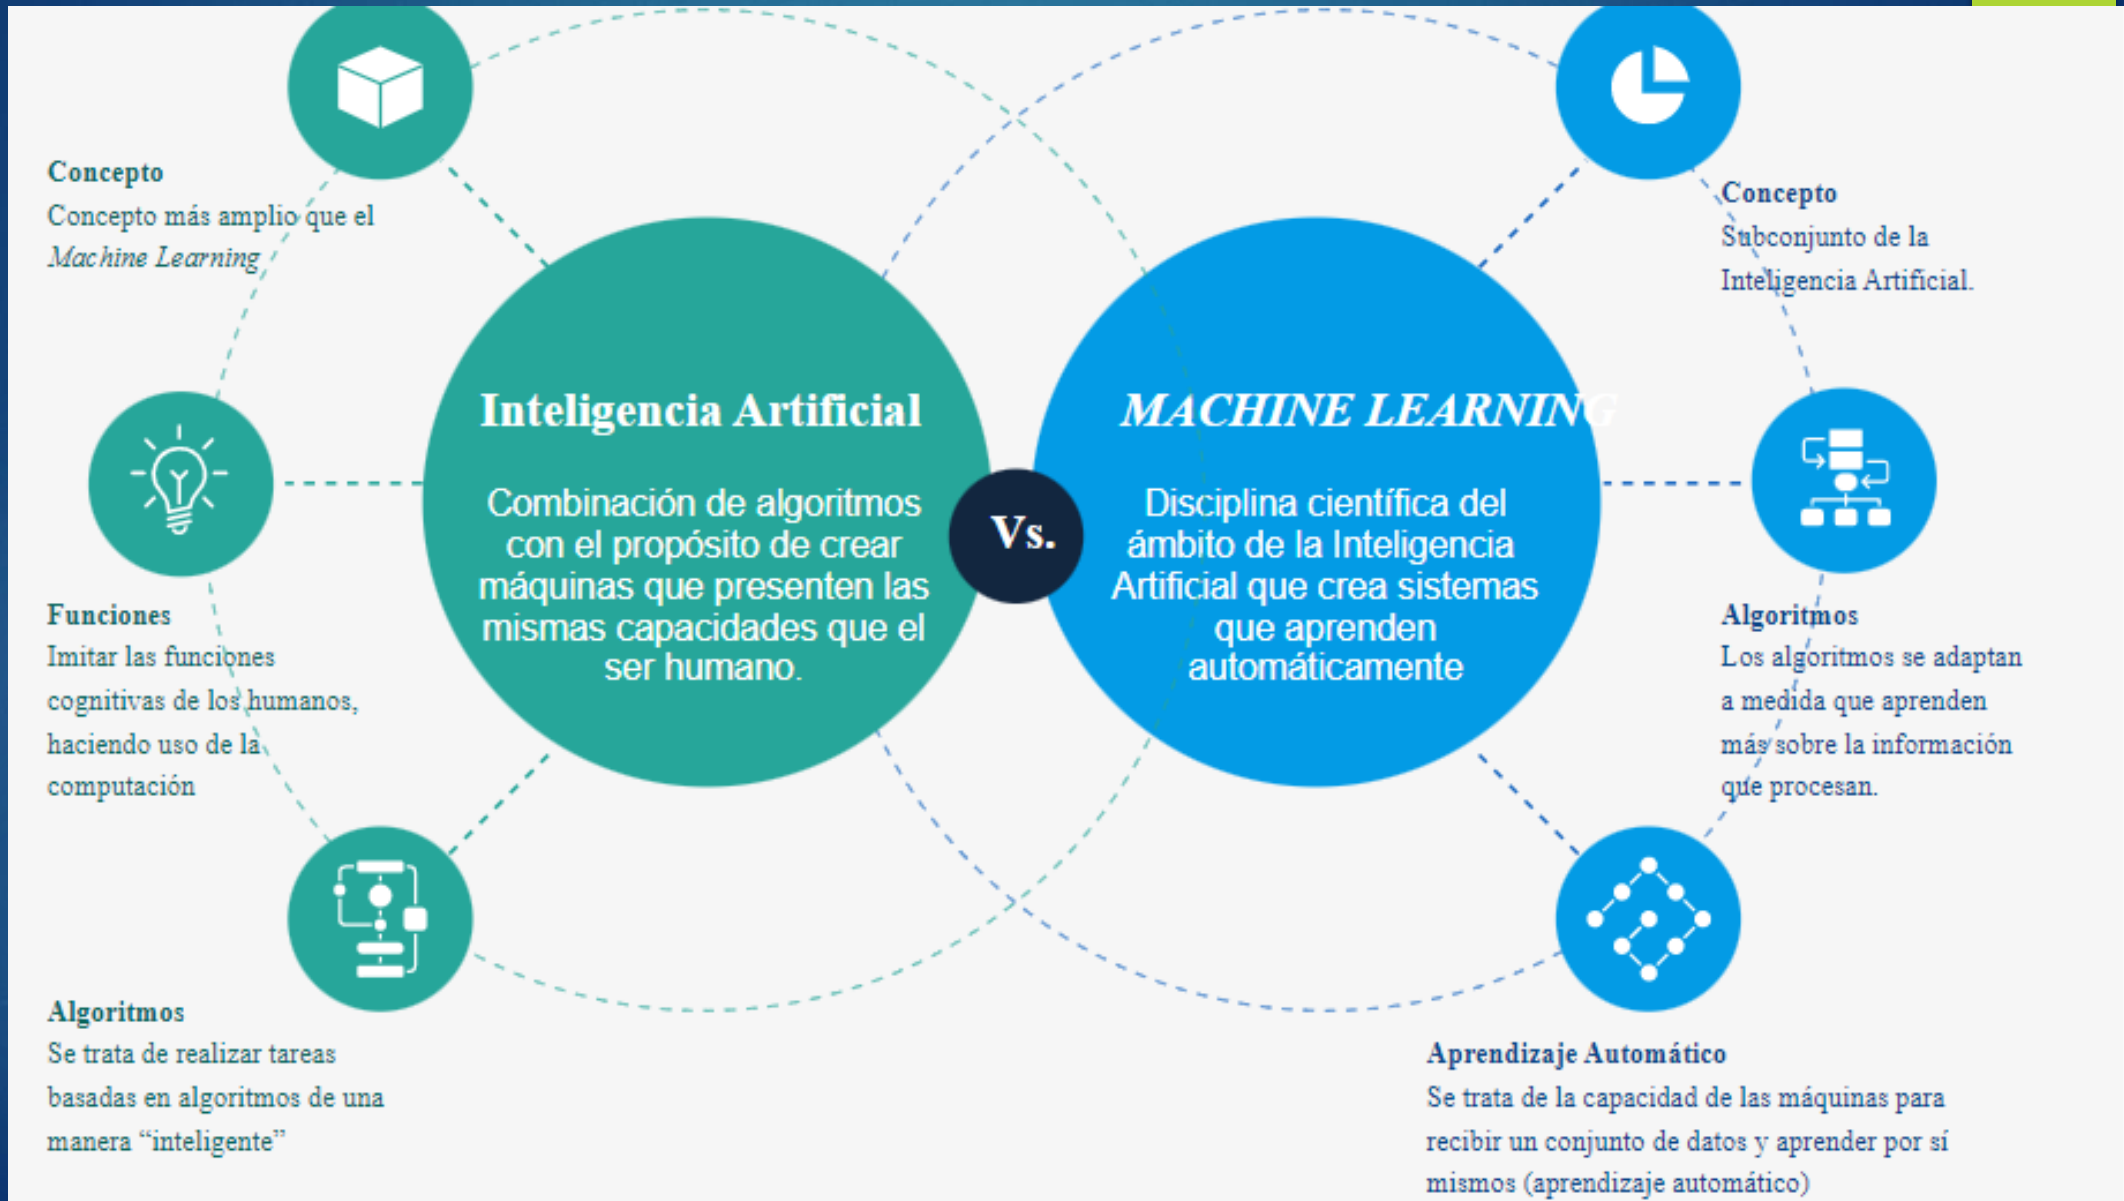 Concepto
Concepto más amplio que el
Machine Learning
Funciones
Imitar las funciones
cognitivas de los humanos,
haciendo uso de la
computación
Algoritmos
Se trata de realizar tareas
basadas en algoritmos de una
manera “inteligente”
Inteligencia Artificial
Combinación de algoritmos
con el propósito de crear
máquinas que presenten las
mismas capacidades que el
ser humano.
Vs.
MACHINE LEARNING
Disciplina científica del
ámbito de la Inteligencia
Artificial que crea sistemas
que aprenden
automáticamente
Concepto
Subconjunto de la
Inteligencia Artificial.
Algoritmos
Los algoritmos se adaptan
a medida que aprenden
más sobre la información
que procesan.
Aprendizaje Automático
Se trata de la capacidad de las máquinas para
recibir un conjunto de datos y aprender por sí
mismos (aprendizaje automático)